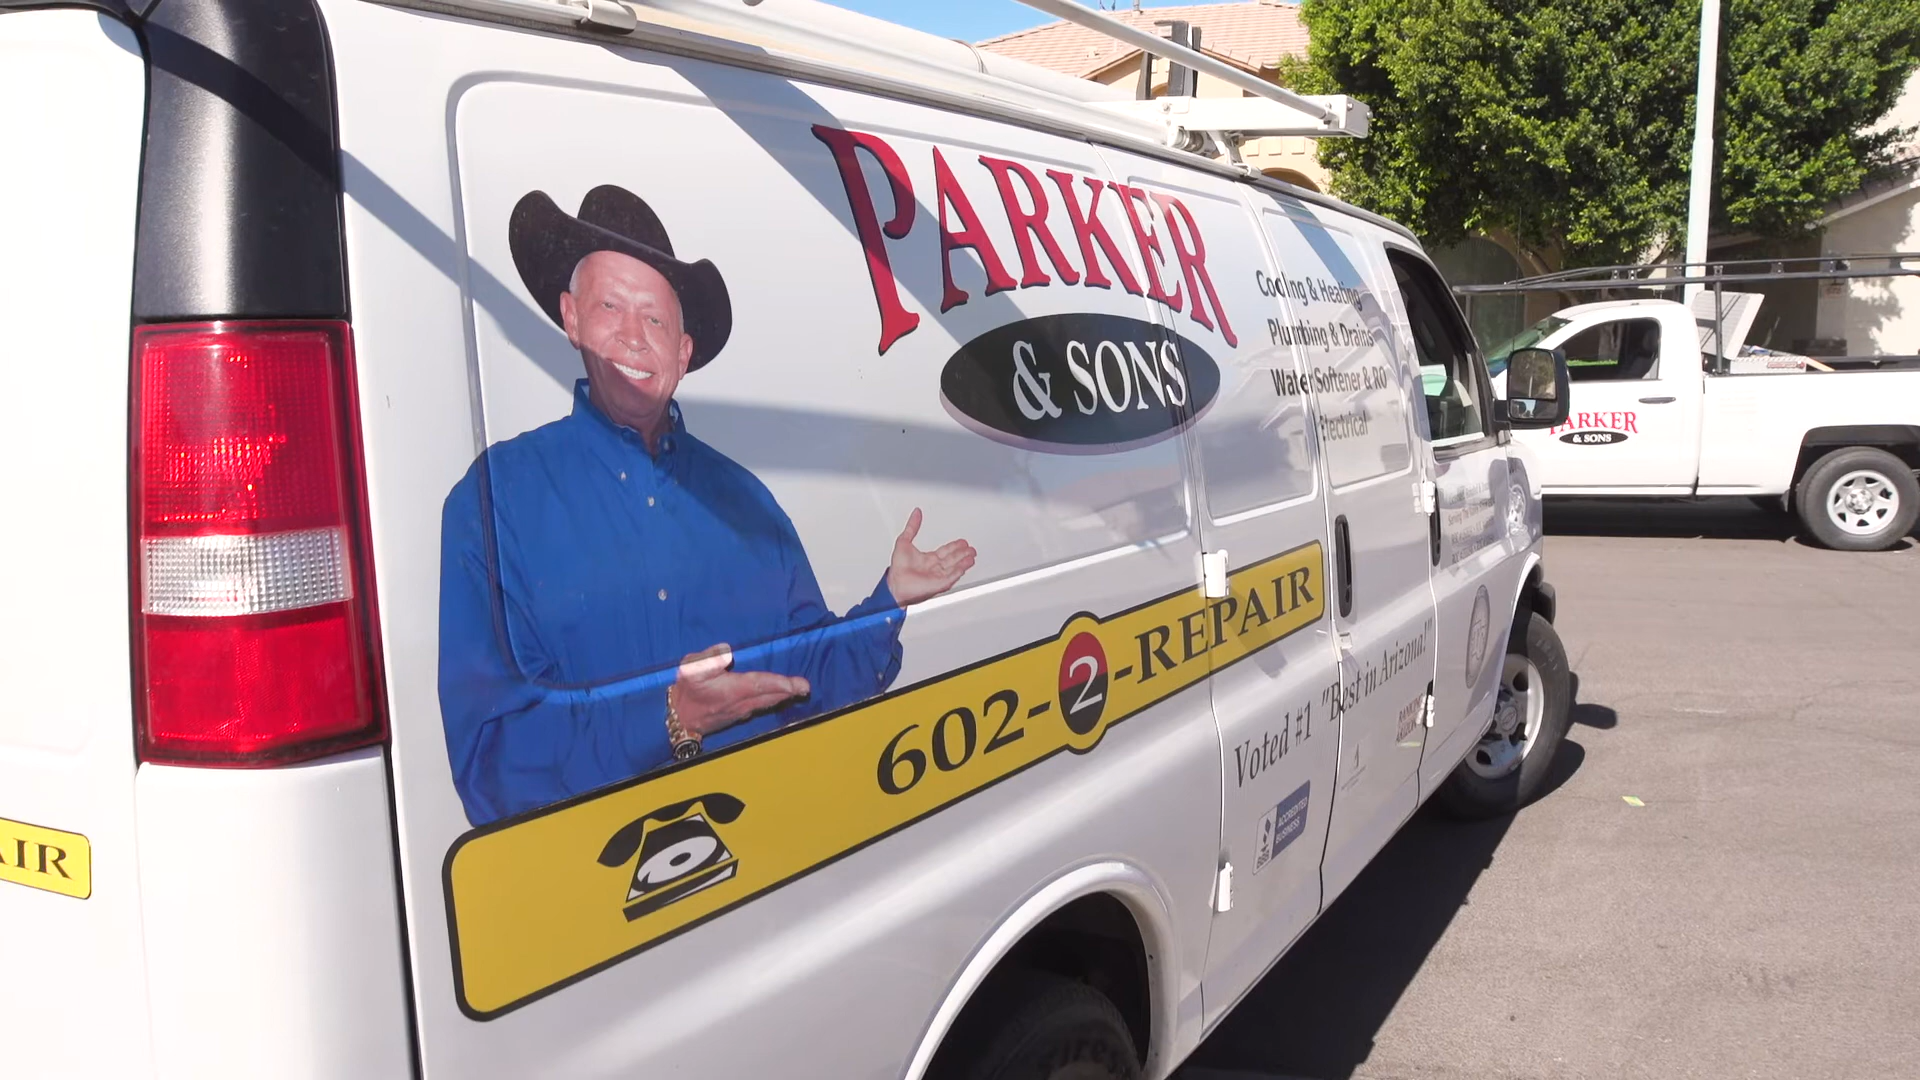 PARKER
& SONS
Cooling & Heating
Plumbing & Drains
Water Softener & RO
Electrical
602-2-REPAIR
Voted #1 "Best in Arizona!"
ACCREDITED
BUSINESS
AIR
PARKER
& SONS